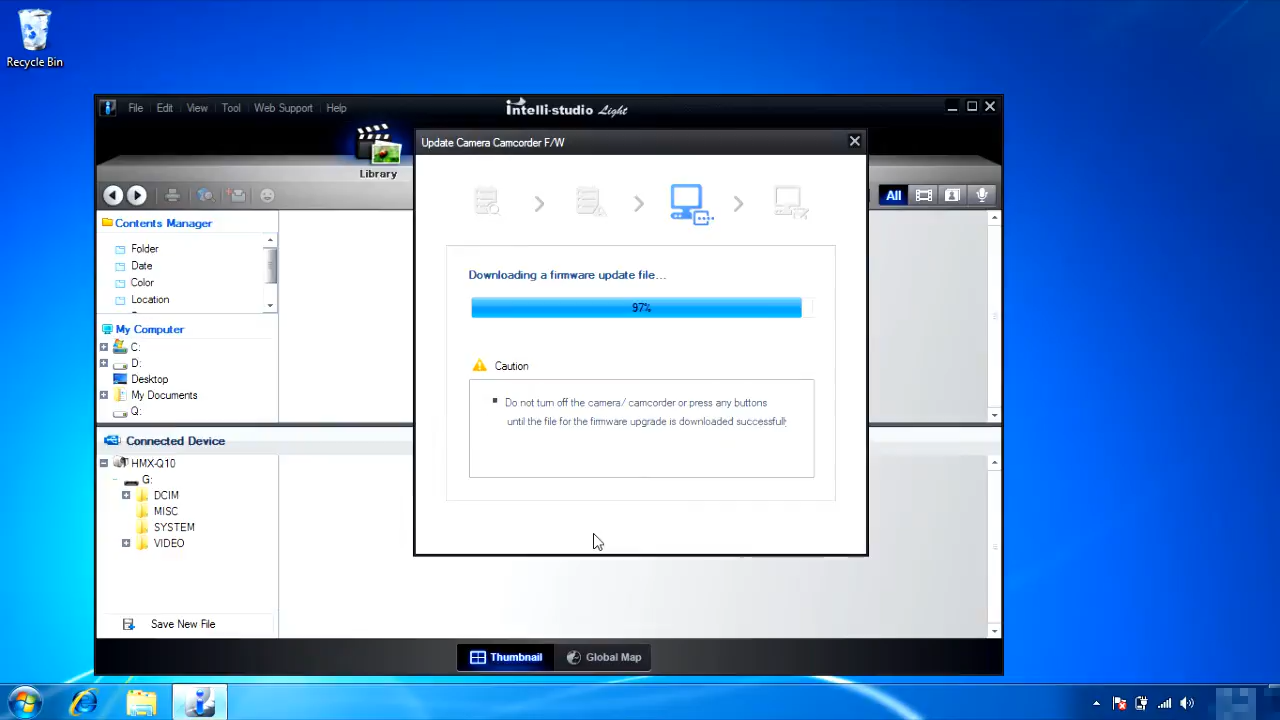 Recycle Bin
File Edit View Tool Web Support Help
intelli-studio Light
Update Camera Camcorder F/W
Library
All
Contents Manager
Folder
Date
Color
Location
My Computer
C:
D:
Desktop
My Documents
Q:
Downloading a firmware update file...
97%
Caution
Do not turn off the camera/ camcorder or press any buttons
until the file for the firmware upgrade is downloaded successfully
Connected Device
HMX-Q10
G:
DCIM
MISC
SYSTEM
VIDEO
Save New File
Thumbnail Global Map